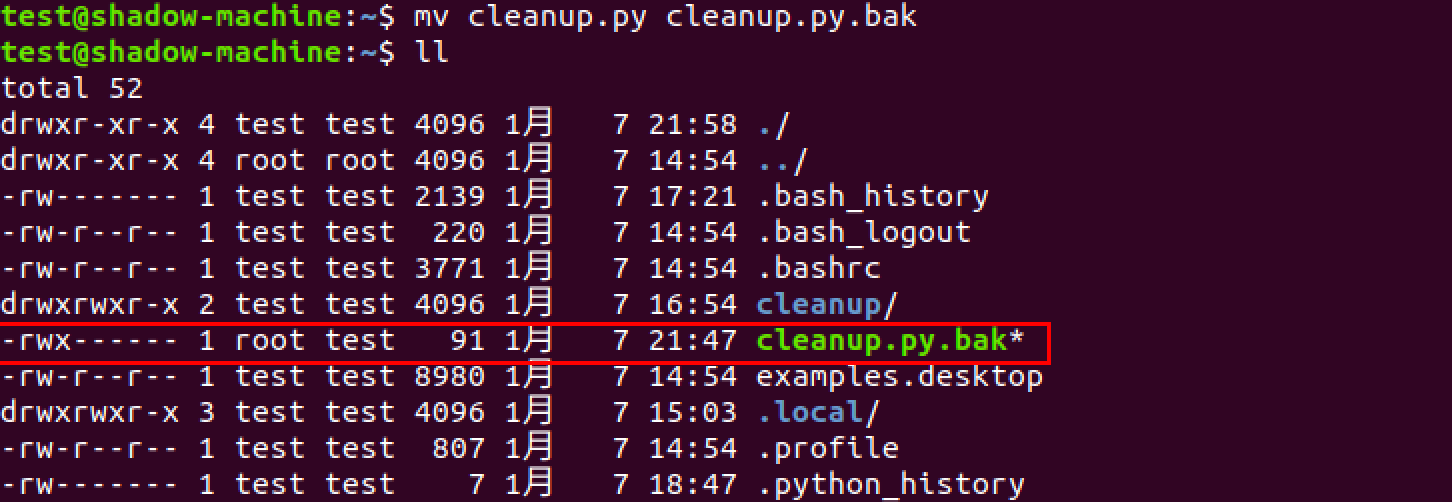 test@shadow-machine:~$ mv cleanup.py cleanup.py.bak
test@shadow-machine:~$ ll
total 52
drwxr-xr-x 4 test test 4096 1月   7 21:58 ./
drwxr-xr-x 4 root root 4096 1月   7 14:54 ../
-rw------- 1 test test 2139 1月   7 17:21 .bash_history
-rw-r--r-- 1 test test  220 1月   7 14:54 .bash_logout
-rw-r--r-- 1 test test 3771 1月   7 14:54 .bashrc
drwxrwxr-x 2 test test 4096 1月   7 16:54 cleanup/
-rwx------ 1 root test   91 1月   7 21:47 cleanup.py.bak*
-rw-r--r-- 1 test test 8980 1月   7 14:54 examples.desktop
drwxrwxr-x 3 test test 4096 1月   7 15:03 .local/
-rw-r--r-- 1 test test  807 1月   7 14:54 .profile
-rw------- 1 test test    7 1月   7 18:47 .python_history